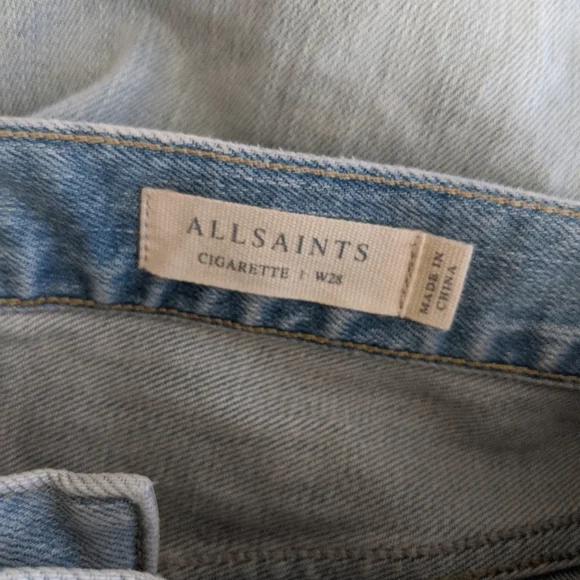 ALLSAINTS
CIGARETTE | W28
MADE IN
CHINA